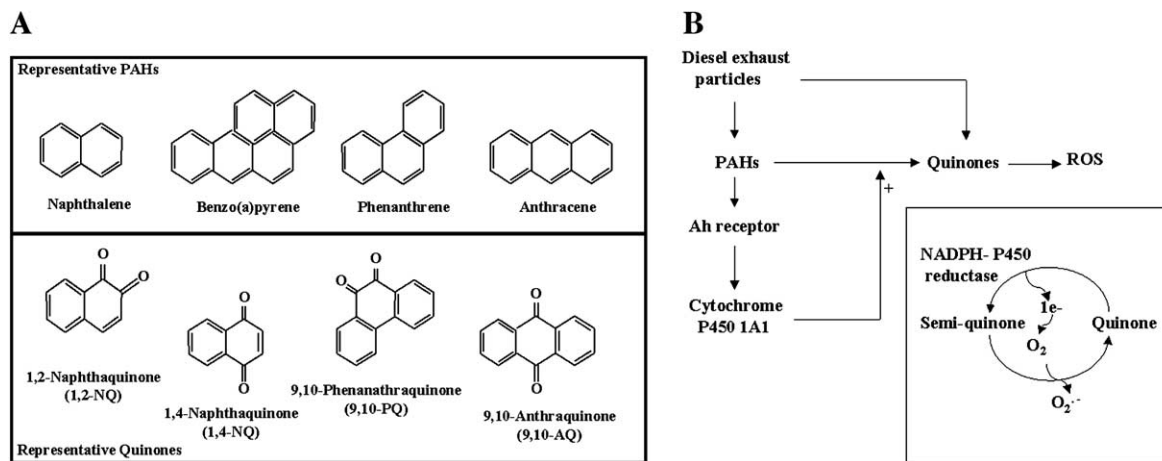 A
Representative PAHs
Naphthalene
Benzo(a)pyrene
Phenanthrene
Anthracene
O
O
O
O
O
O
O
O
1,2-Naphthaquinone
(1,2-NQ)
1,4-Naphthaquinone
(1,4-NQ)
9,10-Phenanathraquinone
(9,10-PQ)
9,10-Anthraquinone
(9,10-AQ)
Representative Quinones
B
Diesel exhaust
particles
PAHs
Quinones
ROS
+
Ah receptor
Cytochrome
P450 1A1
NADPH- P450
reductase
1e-
Semi-quinone
Quinone
O₂
O₂·-